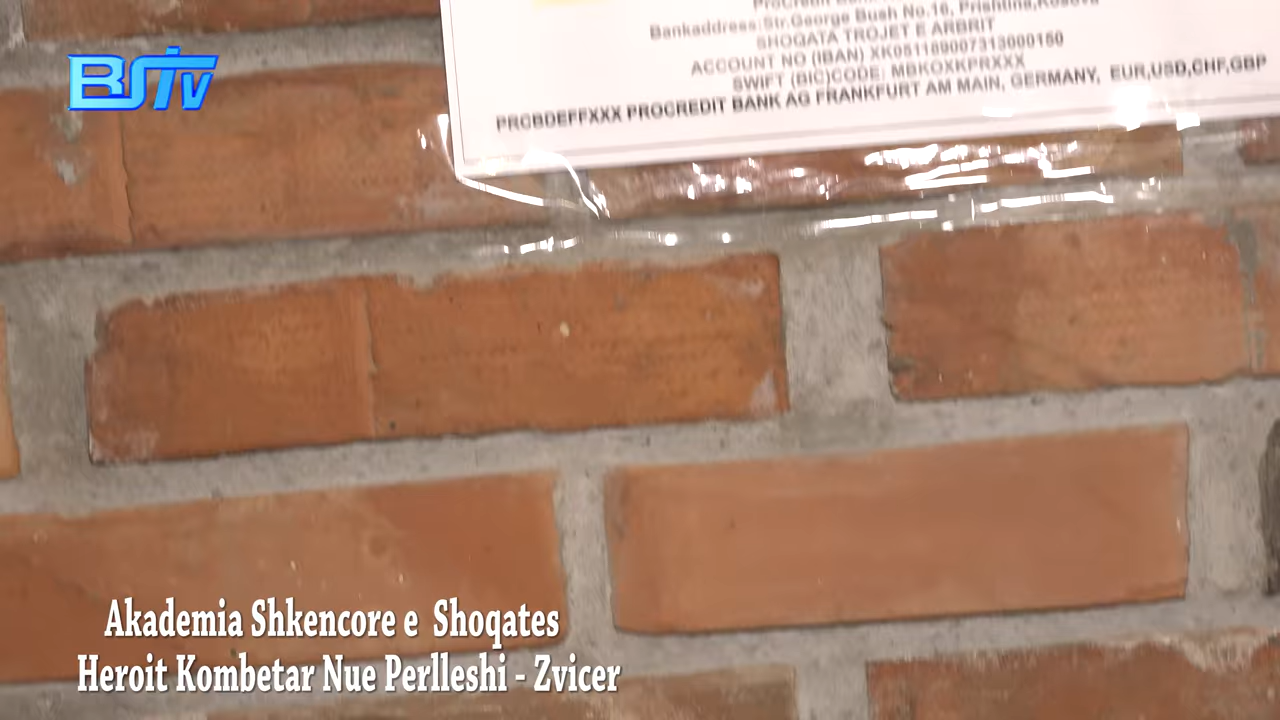 BSTV
Bankaddress:Str.George Bush No.16, Prishtina,Kosova
SHOQATA TROJET E ARBRIT
ACCOUNT NO (IBAN) XK051189007313000150
SWIFT (BIC)CODE: MBKOXKPRXXX
PRCBDEFFXXX PROCREDIT BANK AG FRANKFURT AM MAIN, GERMANY, EUR,USD,CHF,GBP
Akademia Shkencore e Shoqates
Heroit Kombetar Nue Perlleshi - Zvicer